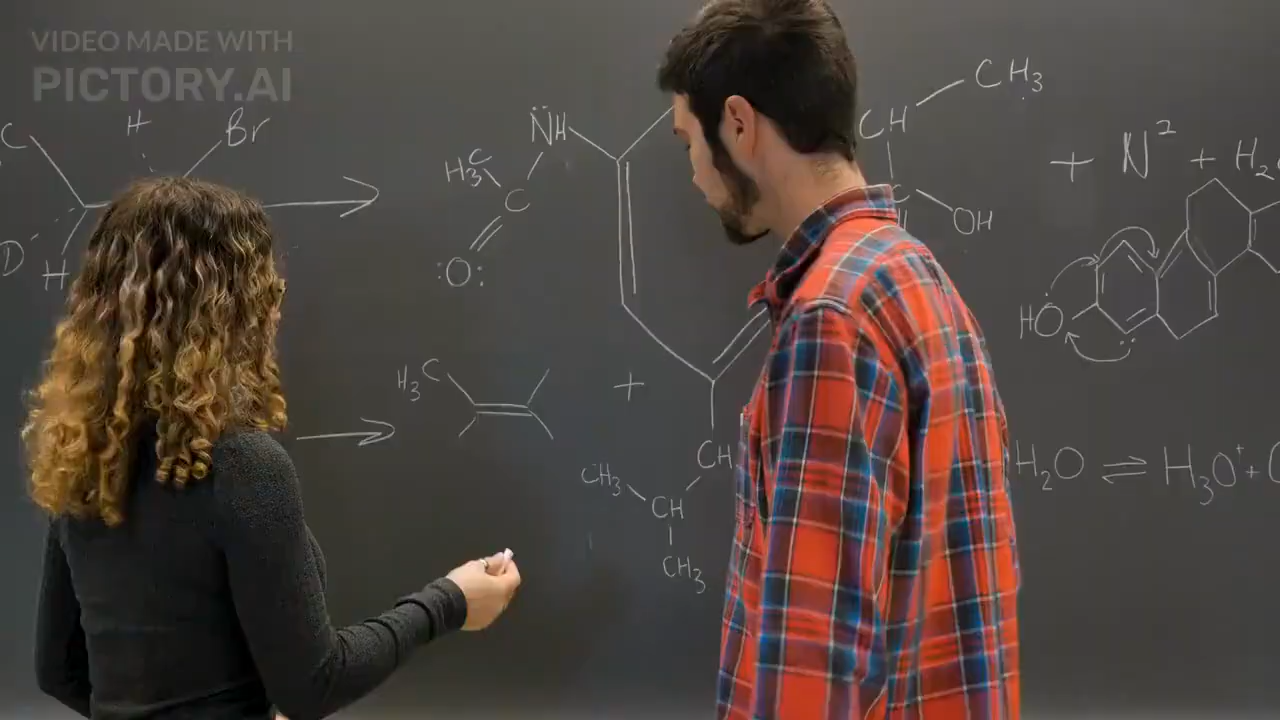 VIDEO MADE WITH
PICTORY.AI
C
H
Br
D
H
N̈H
H₃C
C
:O:
CH
CH₃
C
OH
+ N² + H₂
HO
H₃C
+
CH
CH₃
CH
CH₃
H₂O ⇌ H₃O⁺ +